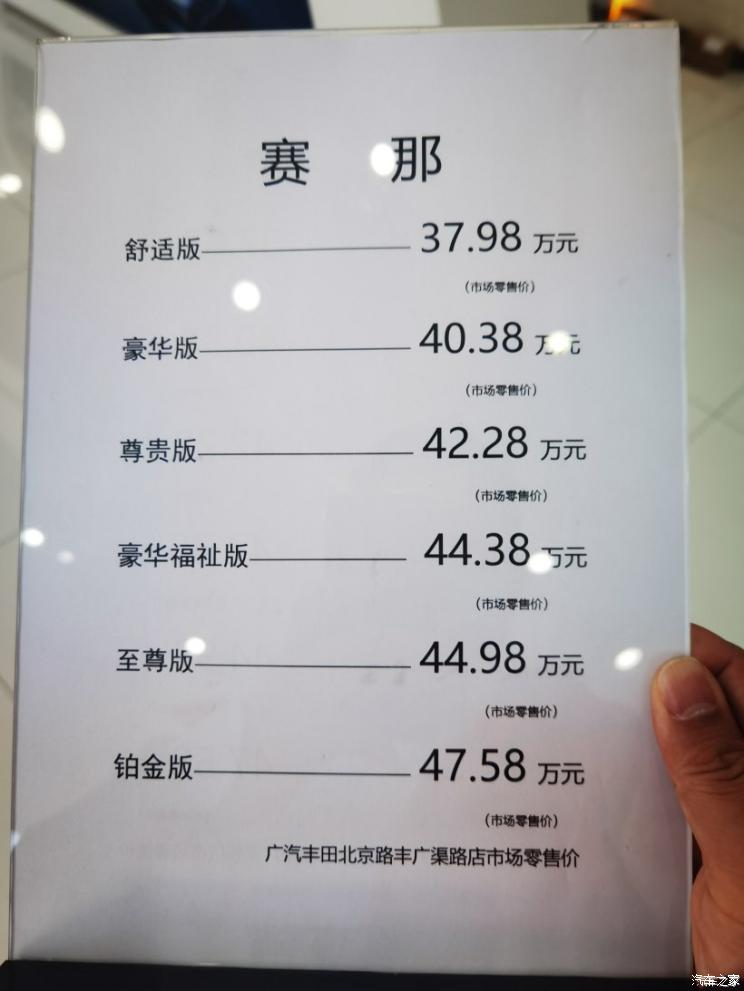 赛 那
舒适版 37.98 万元
(市场零售价)
豪华版 40.38 万元
(市场零售价)
尊贵版 42.28 万元
(市场零售价)
豪华福祉版 44.38 万元
(市场零售价)
至尊版 44.98 万元
(市场零售价)
铂金版 47.58 万元
(市场零售价)
广汽丰田北京路丰广渠路店市场零售价
汽车之家